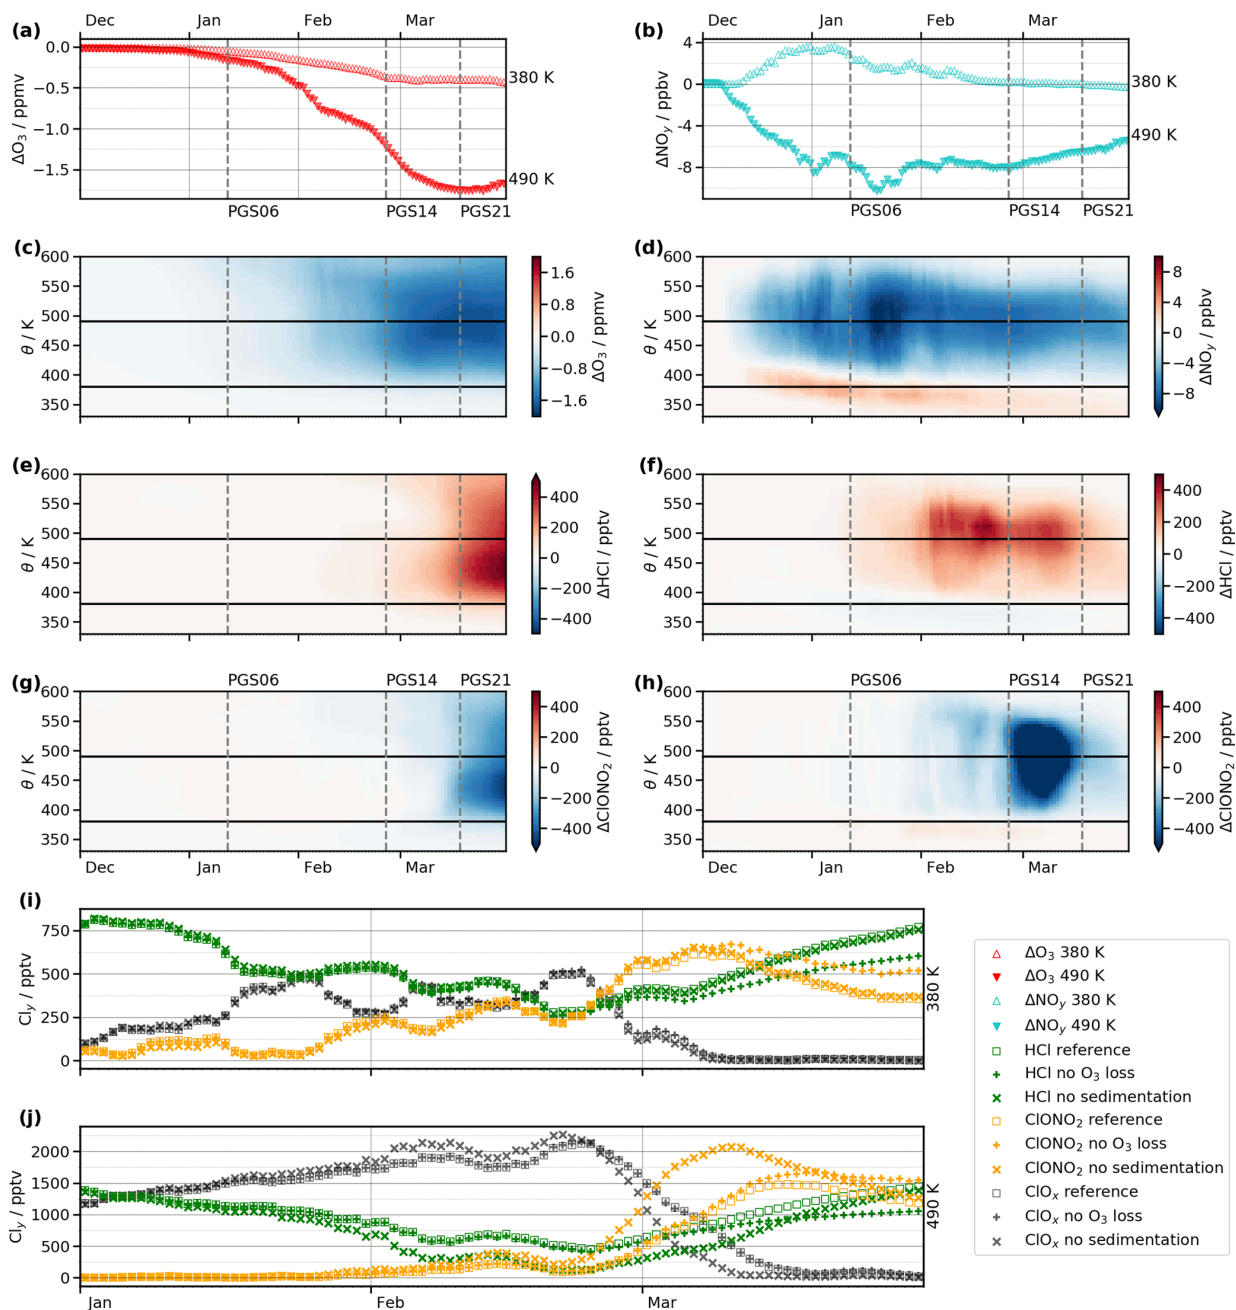 (a)
Dec Jan Feb Mar
0.0
−0.5
−1.0
−1.5
ΔO₃ / ppmv
380 K
490 K
PGS06 PGS14 PGS21
(b)
Dec Jan Feb Mar
4
0
−4
−8
ΔNOy / ppbv
380 K
490 K
PGS06 PGS14 PGS21
(c)
600
550
500
450
400
350
θ / K
1.6
0.8
0.0
−0.8
−1.6
ΔO₃ / ppmv
(d)
600
550
500
450
400
350
θ / K
8
4
0
−4
−8
ΔNOy / ppbv
(e)
600
550
500
450
400
350
θ / K
400
200
0
−200
−400
ΔHCl / pptv
(f)
600
550
500
450
400
350
θ / K
400
200
0
−200
−400
ΔHCl / pptv
(g)
PGS06 PGS14 PGS21
600
550
500
450
400
350
θ / K
Dec Jan Feb Mar
400
200
0
−200
−400
ΔClONO₂ / pptv
(h)
PGS06 PGS14 PGS21
600
550
500
450
400
350
θ / K
Dec Jan Feb Mar
400
200
0
−200
−400
ΔClONO₂ / pptv
(i)
750
500
250
0
Cly / pptv
380 K
(j)
2000
1500
1000
500
0
Cly / pptv
490 K
Jan Feb Mar
ΔO₃ 380 K
ΔO₃ 490 K
ΔNOy 380 K
ΔNOy 490 K
HCl reference
HCl no O₃ loss
HCl no sedimentation
ClONO₂ reference
ClONO₂ no O₃ loss
ClONO₂ no sedimentation
ClOx reference
ClOx no O₃ loss
ClOx no sedimentation